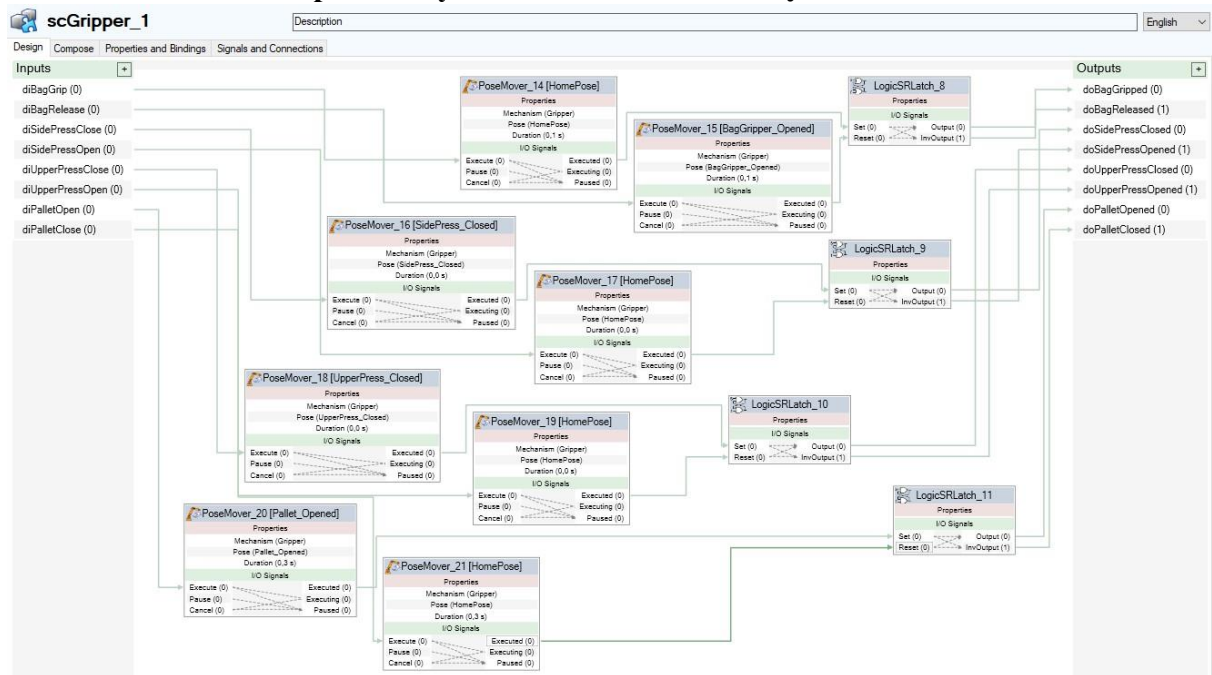 scGripper_1
Description
English
Design Compose Properties and Bindings Signals and Connections
Inputs +
diBagGrip (0)
diBagRelease (0)
diSidePressClose (0)
diSidePressOpen (0)
diUpperPressClose (0)
diUpperPressOpen (0)
diPalletOpen (0)
diPalletClose (0)
PoseMover_14 [HomePose]
Properties
Mechanism (Gripper)
Pose (HomePose)
Duration (0,1 s)
I/O Signals
Execute (0) Executed (0)
Pause (0) Executing (0)
Cancel (0) Paused (0)
PoseMover_15 [BagGripper_Opened]
Properties
Mechanism (Gripper)
Pose (BagGripper_Opened)
Duration (0,1 s)
I/O Signals
Execute (0) Executed (0)
Pause (0) Executing (0)
Cancel (0) Paused (0)
LogicSRLatch_8
Properties
I/O Signals
Set (0) Output (0)
Reset (0) InvOutput (1)
PoseMover_16 [SidePress_Closed]
Properties
Mechanism (Gripper)
Pose (SidePress_Closed)
Duration (0,0 s)
I/O Signals
Execute (0) Executed (0)
Pause (0) Executing (0)
Cancel (0) Paused (0)
PoseMover_17 [HomePose]
Properties
Mechanism (Gripper)
Pose (HomePose)
Duration (0,0 s)
I/O Signals
Execute (0) Executed (0)
Pause (0) Executing (0)
Cancel (0) Paused (0)
LogicSRLatch_9
Properties
I/O Signals
Set (0) Output (0)
Reset (0) InvOutput (1)
PoseMover_18 [UpperPress_Closed]
Properties
Mechanism (Gripper)
Pose (UpperPress_Closed)
Duration (0,0 s)
I/O Signals
Execute (0) Executed (0)
Pause (0) Executing (0)
Cancel (0) Paused (0)
PoseMover_19 [HomePose]
Properties
Mechanism (Gripper)
Pose (HomePose)
Duration (0,0 s)
I/O Signals
Execute (0) Executed (0)
Pause (0) Executing (0)
Cancel (0) Paused (0)
LogicSRLatch_10
Properties
I/O Signals
Set (0) Output (0)
Reset (0) InvOutput (1)
PoseMover_20 [Pallet_Opened]
Properties
Mechanism (Gripper)
Pose (Pallet_Opened)
Duration (0,3 s)
I/O Signals
Execute (0) Executed (0)
Pause (0) Executing (0)
Cancel (0) Paused (0)
PoseMover_21 [HomePose]
Properties
Mechanism (Gripper)
Pose (HomePose)
Duration (0,3 s)
I/O Signals
Execute (0) Executed (0)
Pause (0) Executing (0)
Cancel (0) Paused (0)
LogicSRLatch_11
Properties
I/O Signals
Set (0) Output (0)
Reset (0) InvOutput (1)
Outputs +
doBagGripped (0)
doBagReleased (1)
doSidePressClosed (0)
doSidePressOpened (1)
doUpperPressClosed (0)
doUpperPressOpened (1)
doPalletOpened (0)
doPalletClosed (1)